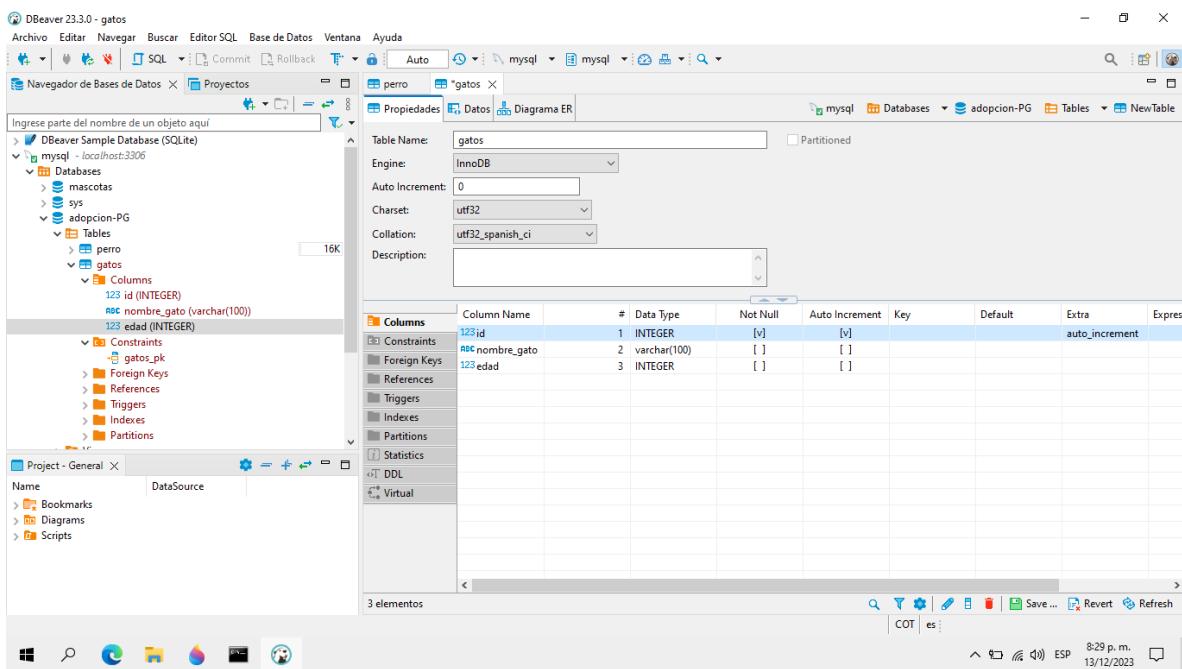 DBeaver 23.3.0 - gatos
Archivo Editar Navegar Buscar Editor SQL Base de Datos Ventana Ayuda
SQL Commit Rollback Auto mysql mysql
Navegador de Bases de Datos Proyectos
Ingrese parte del nombre de un objeto aquí
DBeaver Sample Database (SQLite)
mysql - localhost:3306
Databases
mascotas
sys
adopcion-PG
Tables
perro 16K
gatos
Columns
123 id (INTEGER)
ABC nombre_gato (varchar(100))
123 edad (INTEGER)
Constraints
gatos_pk
Foreign Keys
References
Triggers
Indexes
Partitions
Project - General
Name DataSource
Bookmarks
Diagrams
Scripts
perro *gatos
Propiedades Datos Diagrama ER mysql Databases adopcion-PG Tables NewTable
Table Name: gatos Partitioned
Engine: InnoDB
Auto Increment: 0
Charset: utf32
Collation: utf32_spanish_ci
Description:
Columns
Constraints
Foreign Keys
References
Triggers
Indexes
Partitions
Statistics
DDL
Virtual
Column Name # Data Type Not Null Auto Increment Key Default Extra Expres
123 id 1 INTEGER [v] [v] auto_increment
ABC nombre_gato 2 varchar(100) [ ] [ ]
123 edad 3 INTEGER [ ] [ ]
3 elementos Save ... Revert Refresh
COT es
ESP 8:29 p. m.
13/12/2023